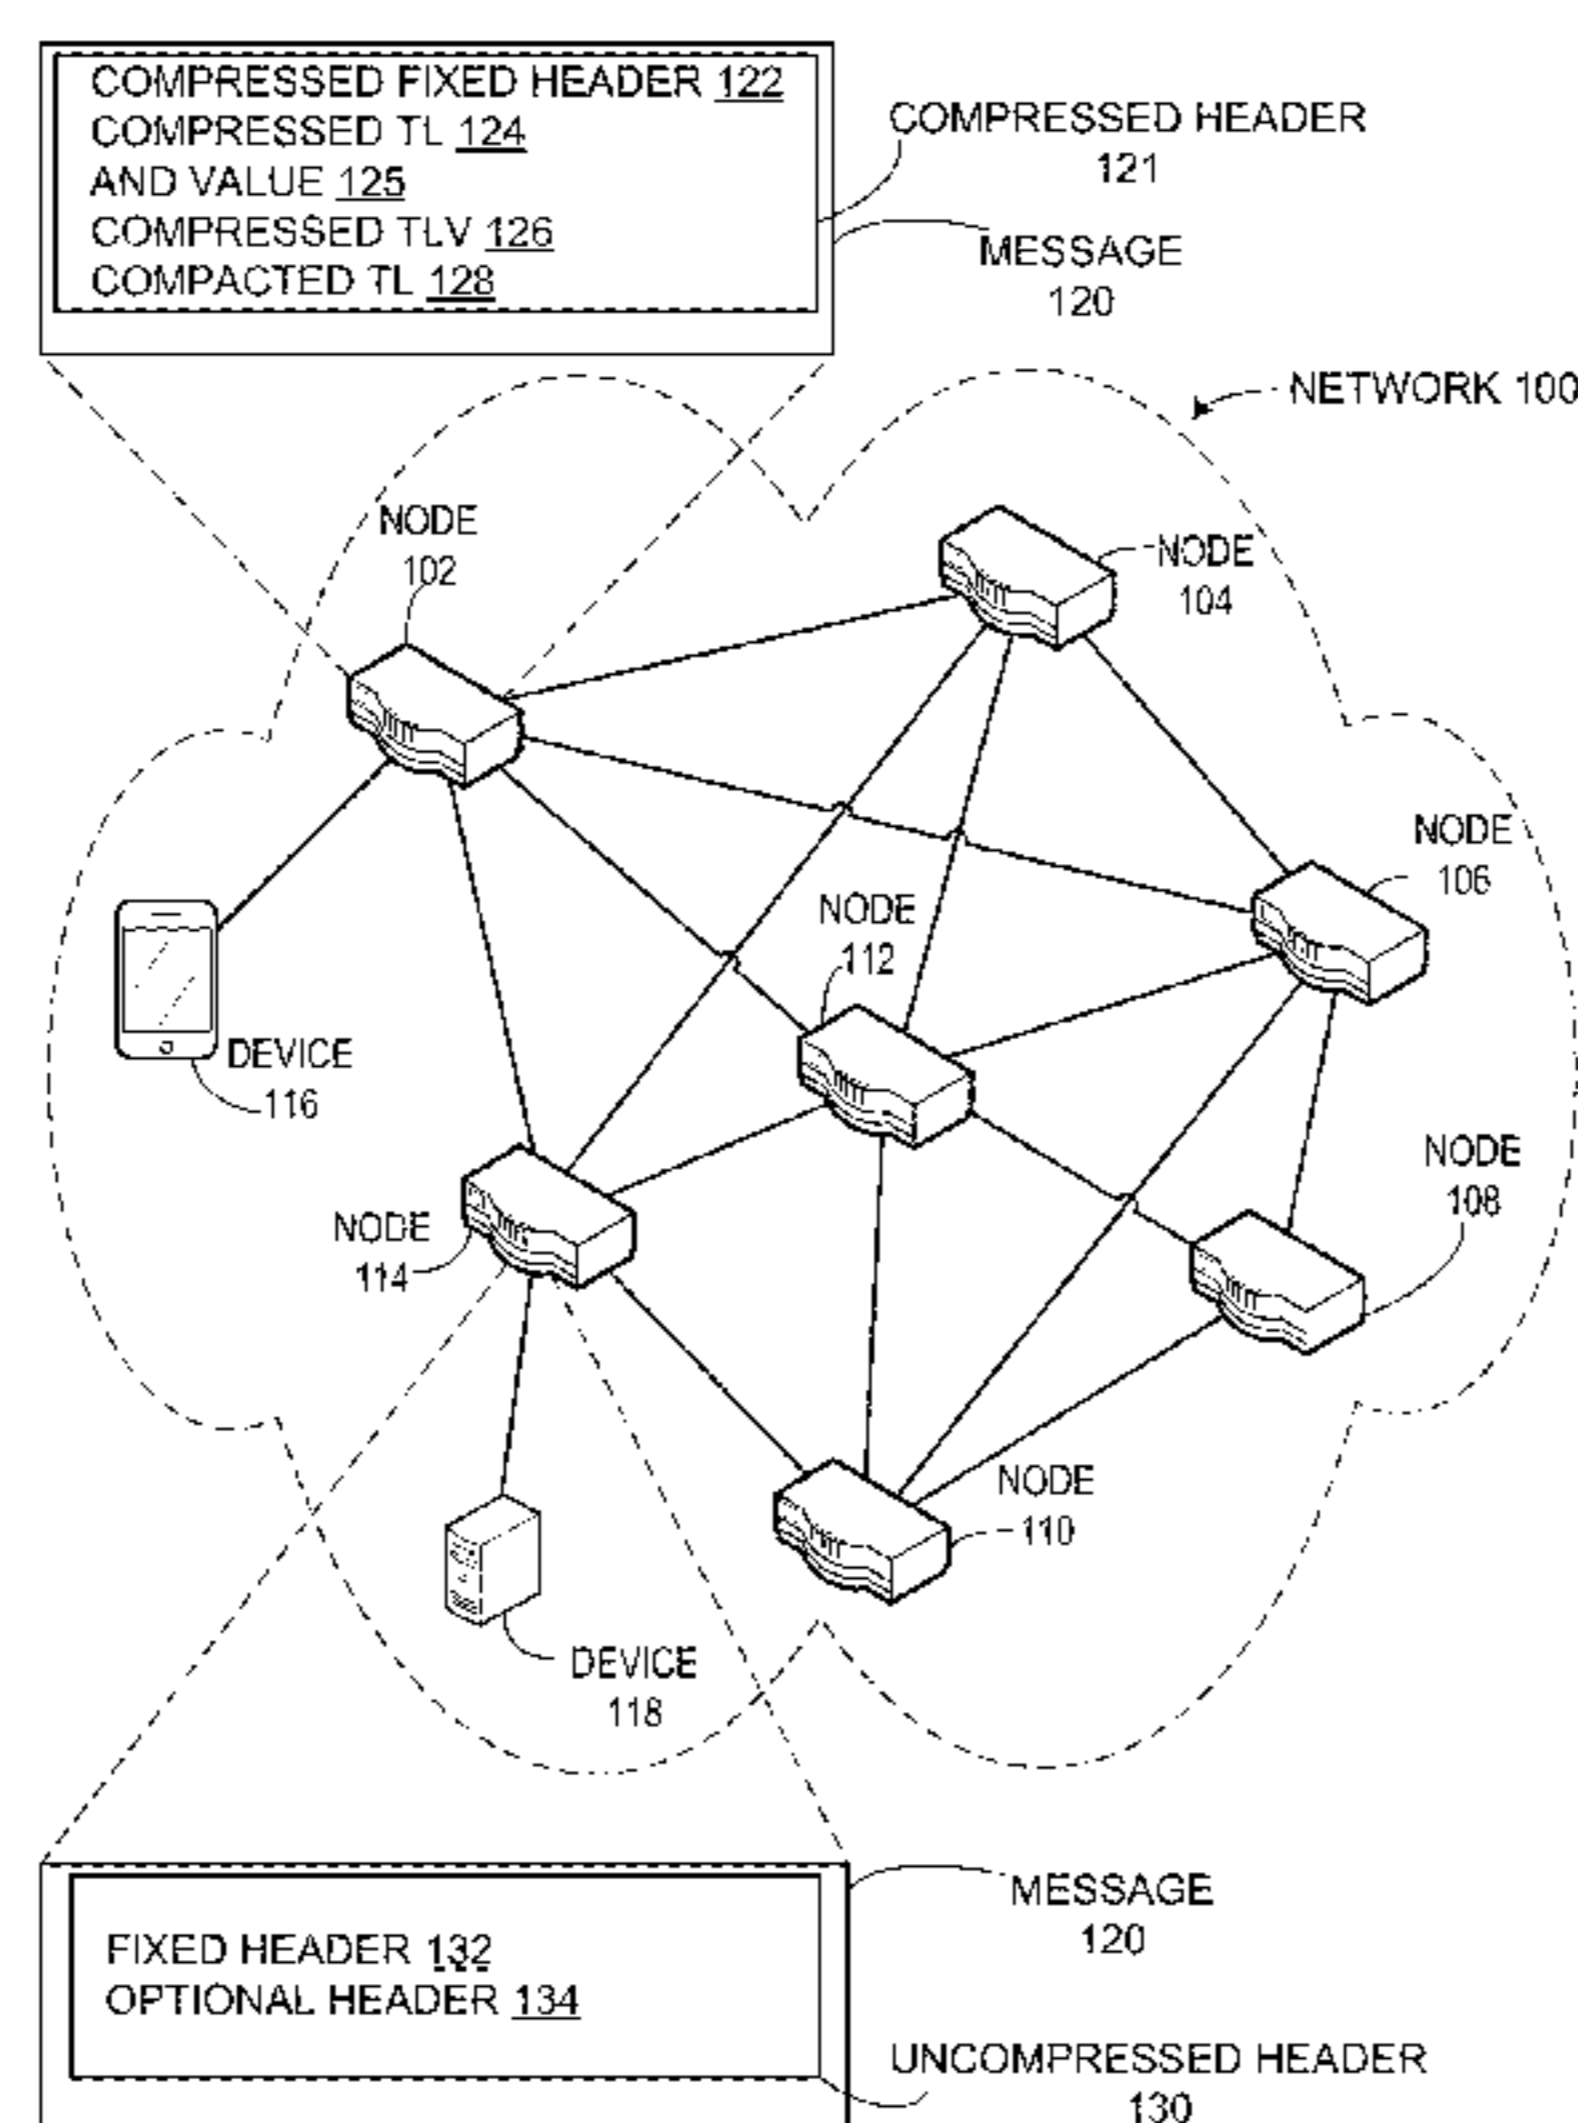 COMPRESSED FIXED HEADER 122
COMPRESSED TL 124
AND VALUE 125
COMPRESSED TLV 126
COMPACTED TL 128
COMPRESSED HEADER
121
MESSAGE
120
NETWORK 100
NODE
102
NODE
104
NODE
106
NODE
112
DEVICE
116
NODE
108
NODE
114
NODE
110
DEVICE
118
MESSAGE
120
FIXED HEADER 132
OPTIONAL HEADER 134
UNCOMPRESSED HEADER
130